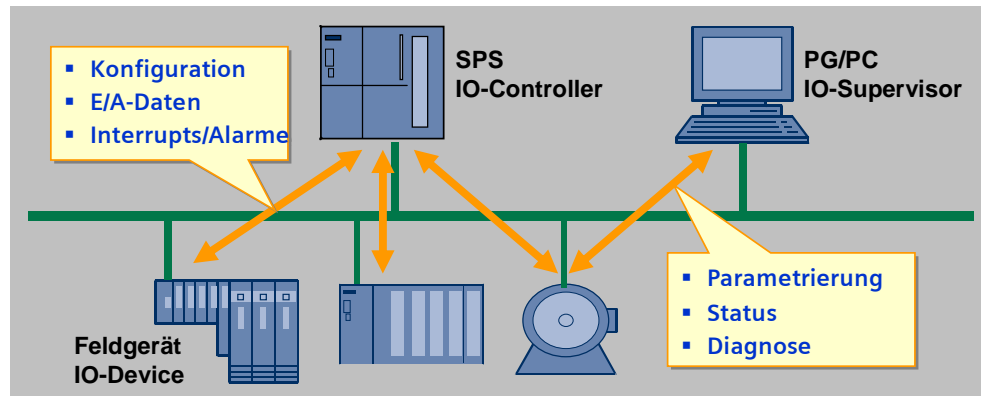 Konfiguration
E/A-Daten
Interrupts/Alarme
SPS
IO-Controller
PG/PC
IO-Supervisor
Feldgerät
IO-Device
Parametrierung
Status
Diagnose